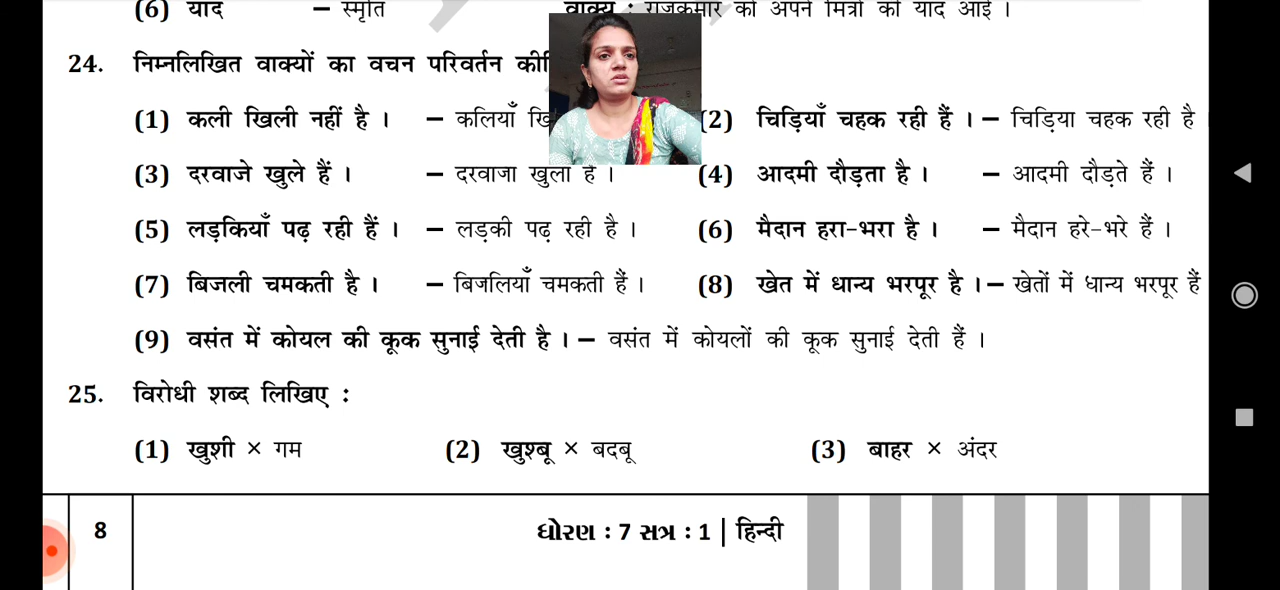 (6) याद – स्मृति वाक्य : राजकुमार को अपने मित्रों की याद आई ।
24. निम्नलिखित वाक्यों का वचन परिवर्तन
(1) कली खिली नहीं है । – कलियाँ (2) चिड़ियाँ चहक रही हैं । – चिड़िया चहक रही है
(3) दरवाजे खुले हैं । – दरवाजा खुला है । (4) आदमी दौड़ता है । – आदमी दौड़ते हैं ।
(5) लड़कियाँ पढ़ रही हैं । – लड़की पढ़ रही है । (6) मैदान हरा-भरा है । – मैदान हरे-भरे हैं ।
(7) बिजली चमकती है । – बिजलियाँ चमकती हैं । (8) खेत में धान्य भरपूर है । – खेतों में धान्य भरपूर हैं
(9) वसंत में कोयल की कूक सुनाई देती है । – वसंत में कोयलों की कूक सुनाई देती हैं ।
25. विरोधी शब्द लिखिए :
(1) खुशी × गम (2) खुश्बू × बदबू (3) बाहर × अंदर
8 ધોરણ : 7 સત્ર : 1 | हिन्दी